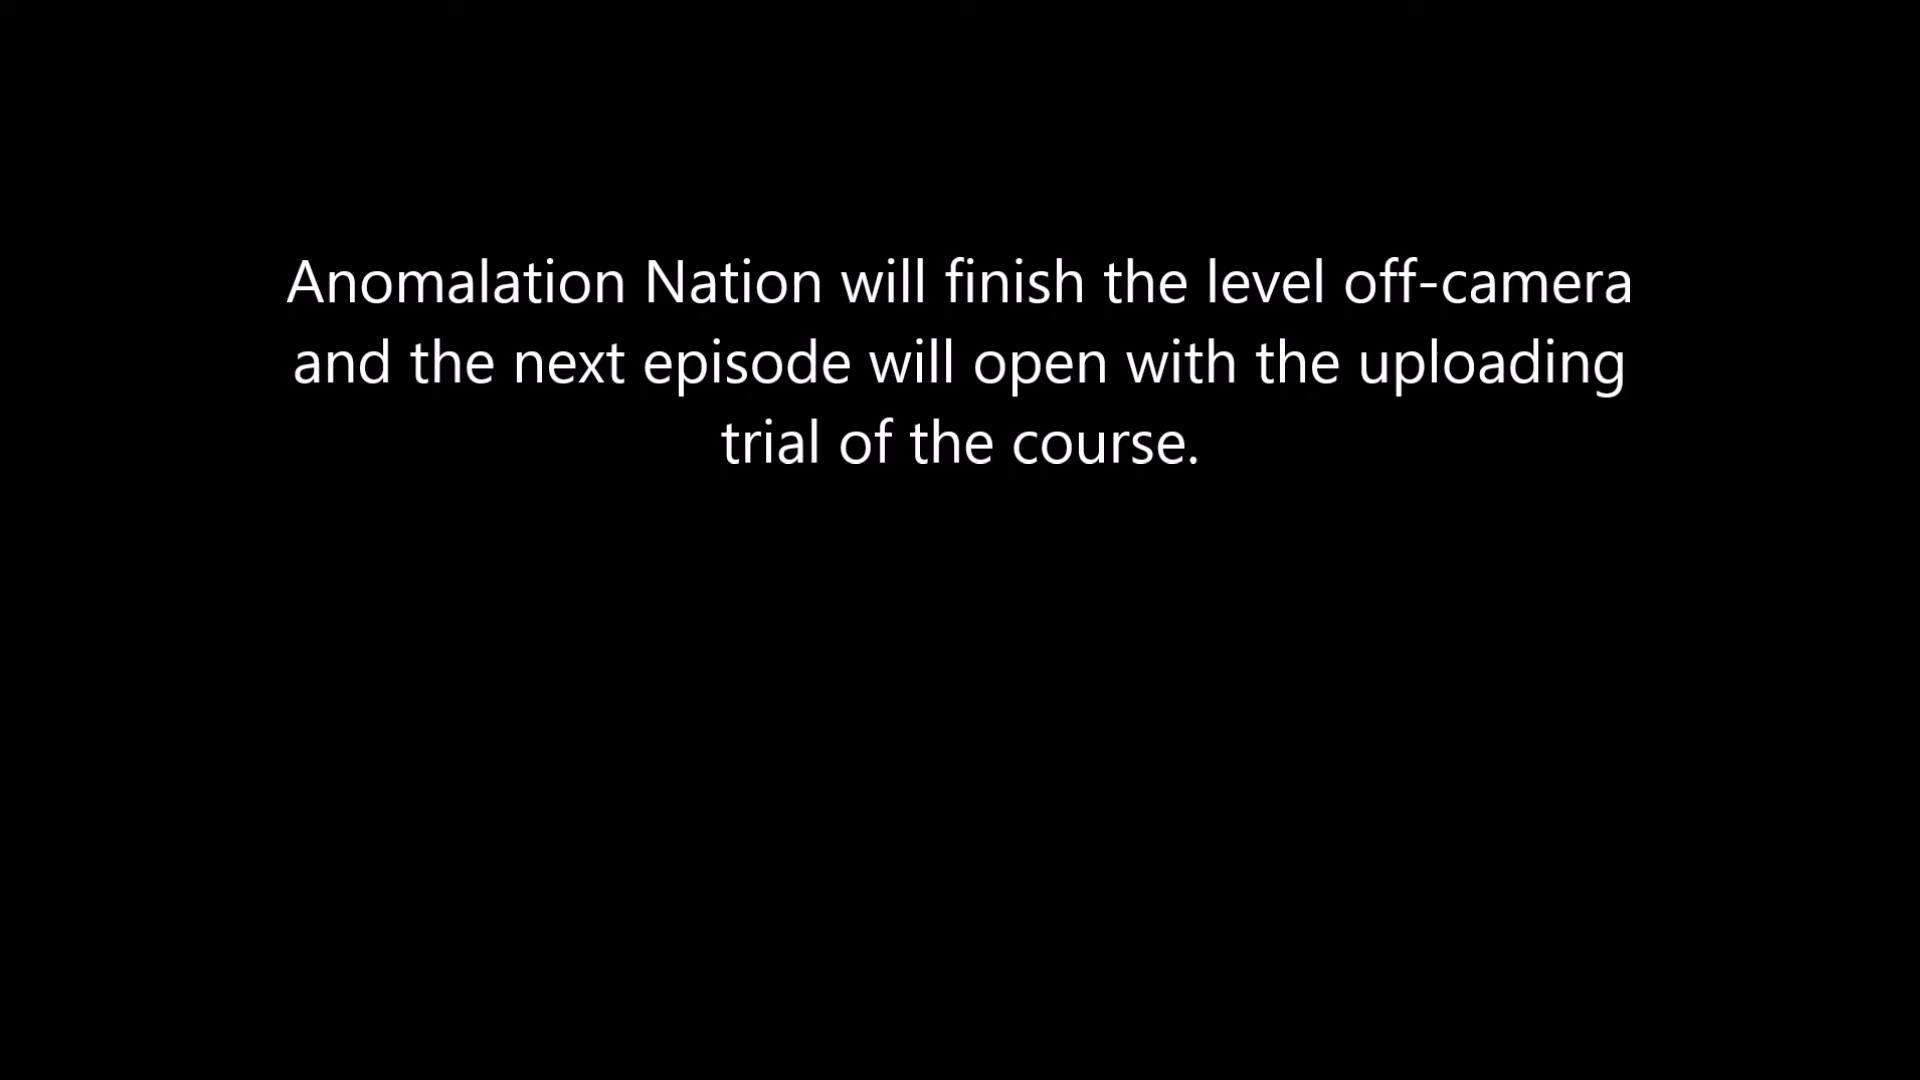 Anomalation Nation will finish the level off-camera
and the next episode will open with the uploading
trial of the course.